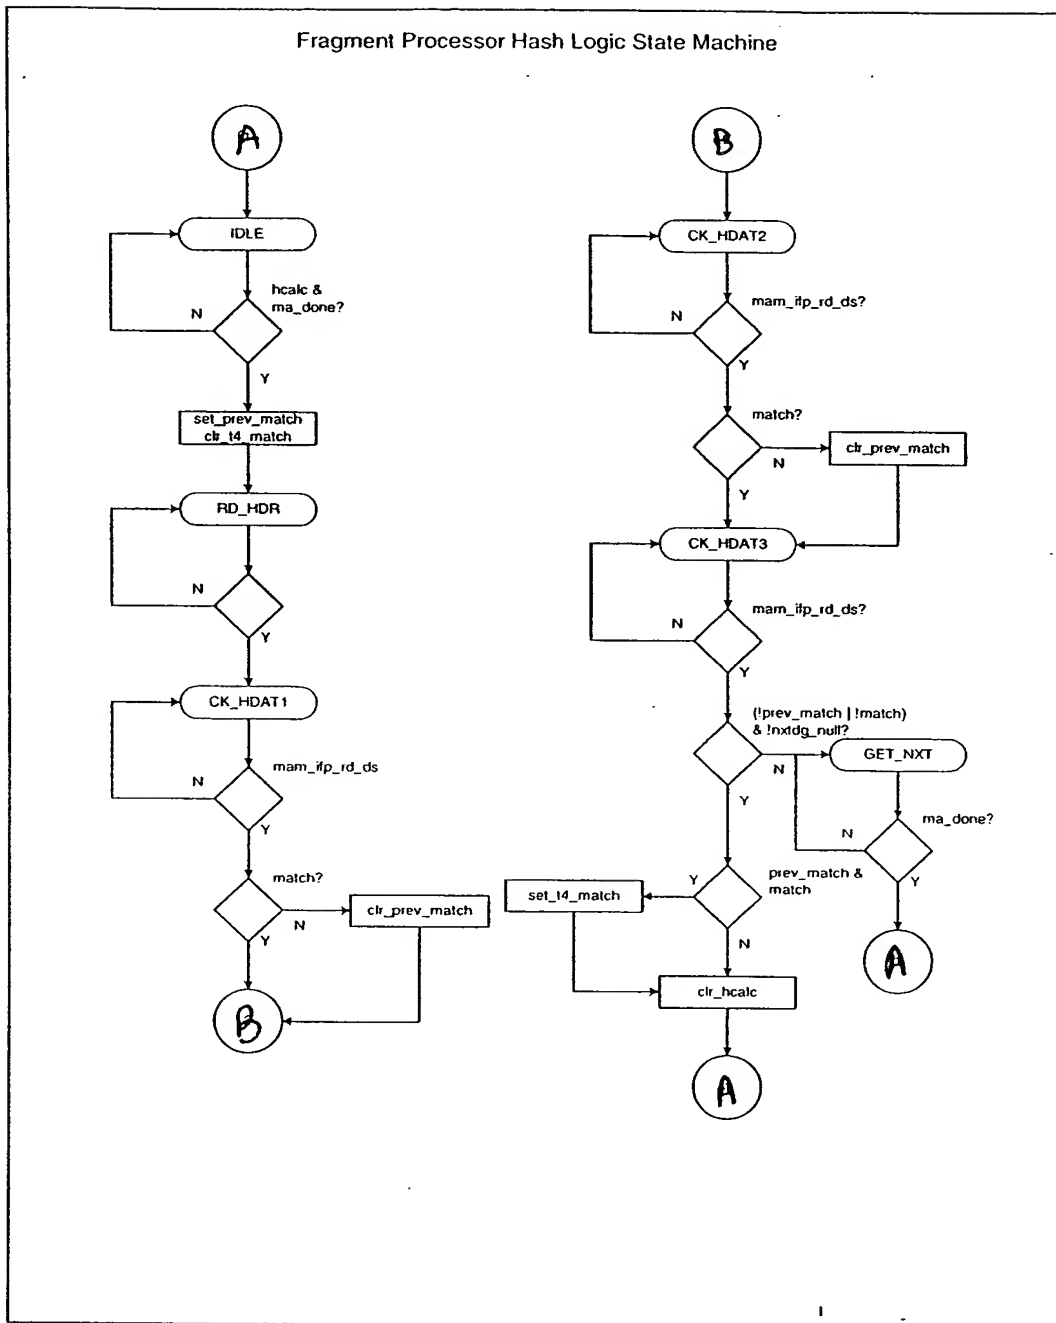 Fragment Processor Hash Logic State Machine
A
IDLE
hcalc &
ma_done?
N
Y
set_prev_match
clr_t4_match
RD_HDR
N
Y
CK_HDAT1
mam_ifp_rd_ds
N
Y
match?
N
clr_prev_match
Y
B
B
CK_HDAT2
mam_ifp_rd_ds?
N
Y
match?
N
clr_prev_match
Y
CK_HDAT3
mam_ifp_rd_ds?
N
Y
(!prev_match | !match)
& !nxtdg_null?
N
GET_NXT
Y
ma_done?
N
Y
A
prev_match &
match
Y
set_t4_match
N
clr_hcalc
A